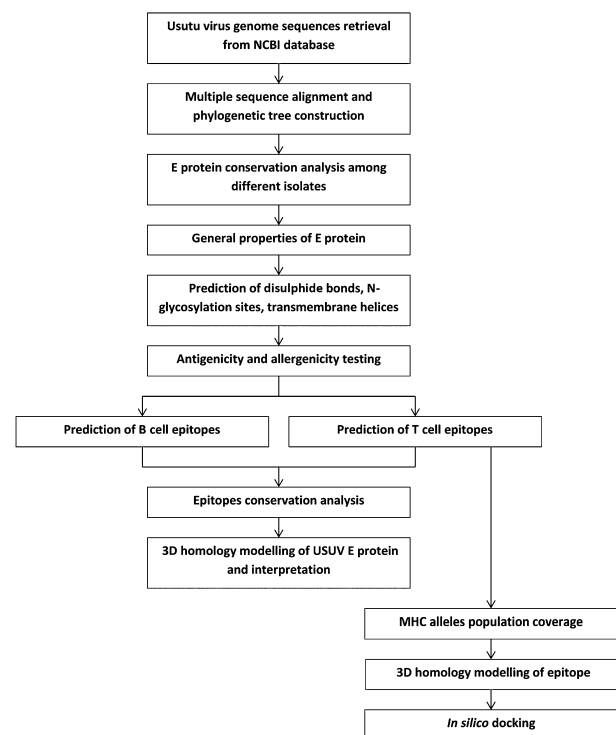 Usutu virus genome sequences retrieval
from NCBI database
Multiple sequence alignment and
phylogenetic tree construction
E protein conservation analysis among
different isolates
General properties of E protein
Prediction of disulphide bonds, N-
glycosylation sites, transmembrane helices
Antigenicity and allergenicity testing
Prediction of B cell epitopes
Prediction of T cell epitopes
Epitopes conservation analysis
3D homology modelling of USUV E protein
and interpretation
MHC alleles population coverage
3D homology modelling of epitope
In silico docking